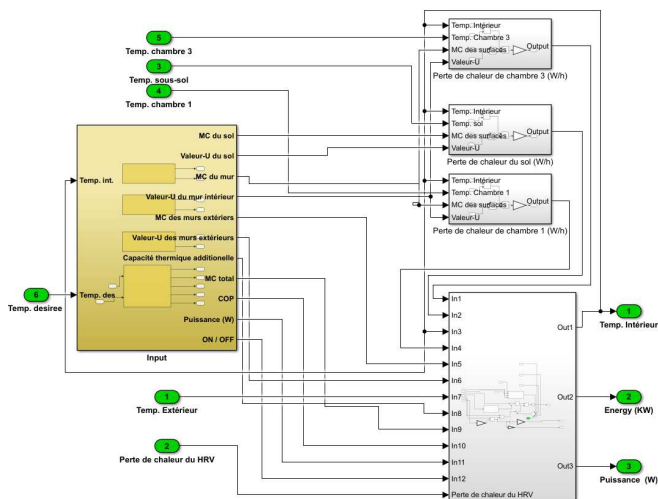 5
Temp. chambre 3
3
Temp. sous-sol
4
Temp. chambre 1
Temp. Intérieur
Temp. Chambre 3
MC des surfaces
Valeur-U
Output
Perte de chaleur de chambre 3 (W/h)
Temp. Intérieur
Temp. sol
MC des surfaces
Valeur-U
Output
Perte de chaleur du sol (W/h)
Temp. Intérieur
Temp. Chambre 1
MC des surfaces
Valeur-U
Output
Perte de chaleur de chambre 1 (W/h)
Temp. int.
Temp. des
MC du sol
Valeur-U du sol
MC du mur
Valeur-U du mur intérieur
MC des murs extériers
Valeur-U des murs extérieurs
Capacité thermique additionelle
MC total
COP
Puissance (W)
ON / OFF
Input
6
Temp. desiree
1
Temp. Extérieur
2
Perte de chaleur du HRV
In1
In2
In3
In4
In5
In6
In7
In8
In9
In10
In11
In12
Perte de chaleur du HRV
Out1
Out2
Out3
1
Temp. Intérieur
2
Energy (KW)
3
Puissance (W)